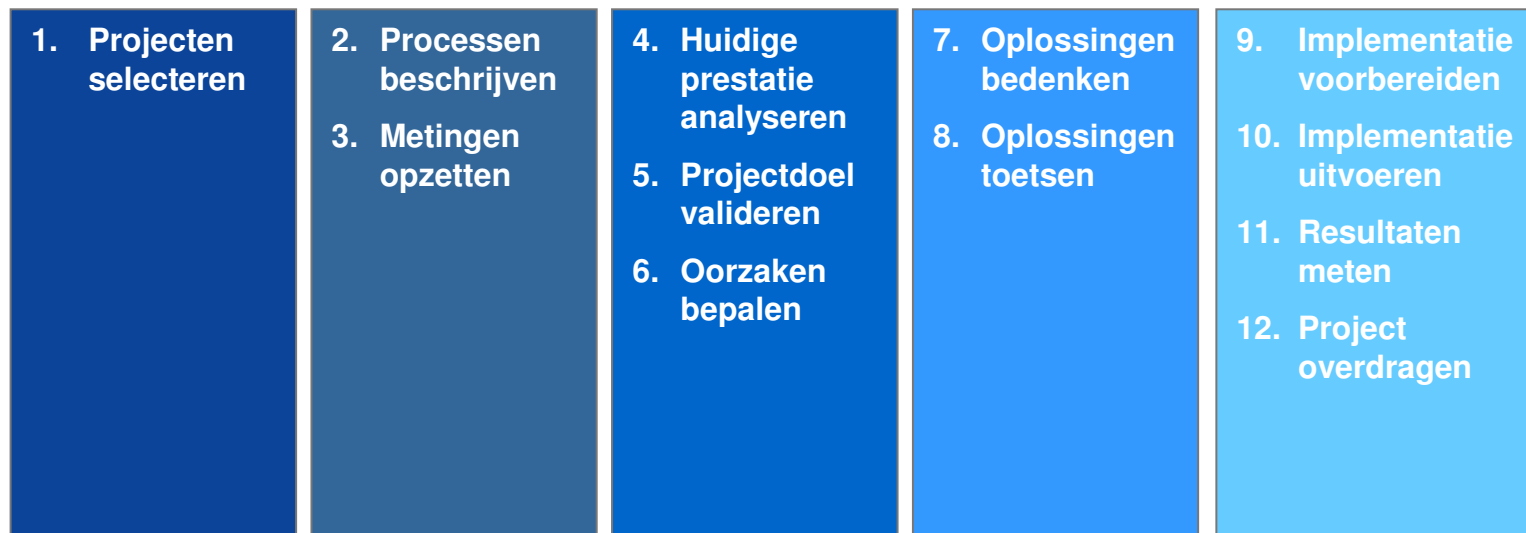 1. Projecten
selecteren
2. Processen
beschrijven
3. Metingen
opzetten
4. Huidige
prestatie
analyseren
5. Projectdoel
valideren
6. Oorzaken
bepalen
7. Oplossingen
bedenken
8. Oplossingen
toetsen
9. Implementatie
voorbereiden
10. Implementatie
uitvoeren
11. Resultaten
meten
12. Project
overdragen